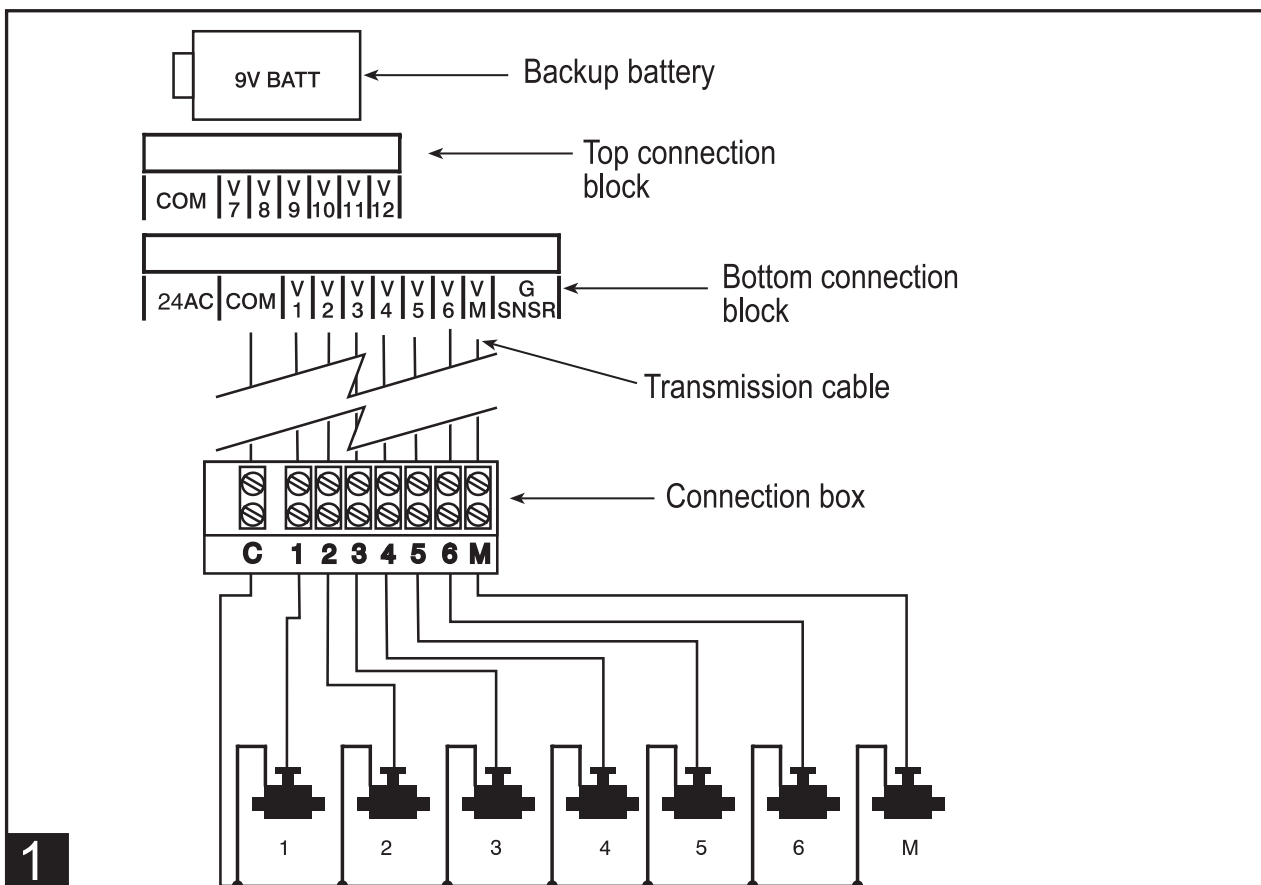 9V BATT
Backup battery
Top connection
block
COM V 7 V 8 V 9 V 10 V 11 V 12
Bottom connection
block
24AC COM V 1 V 2 V 3 V 4 V 5 V 6 V M G SNSR
Transmission cable
Connection box
C 1 2 3 4 5 6 M
1 2 3 4 5 6 M
1